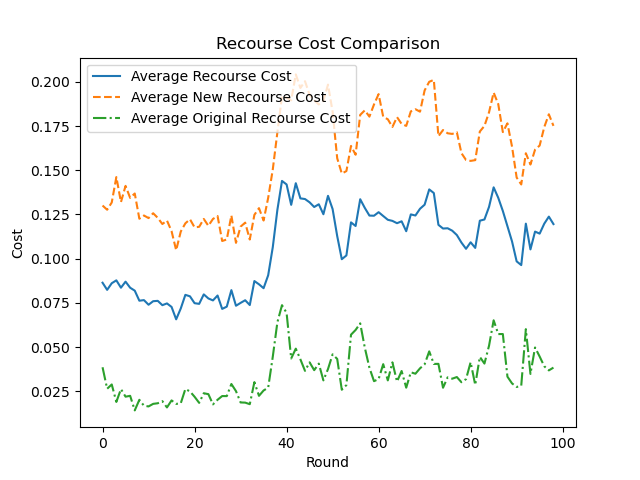 Recourse Cost Comparison
Average Recourse Cost
Average New Recourse Cost
Average Original Recourse Cost
0.200
0.175
0.150
0.125
0.100
0.075
0.050
0.025
Cost
0 20 40 60 80 100
Round